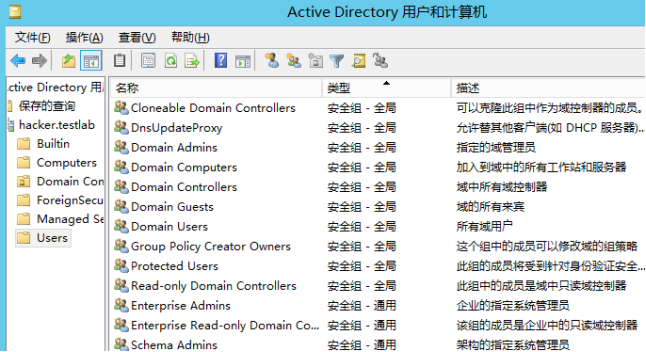 Active Directory 用户和计算机
文件(F) 操作(A) 查看(V) 帮助(H)
ctive Directory 用
保存的查询
hacker.testlab
Builtin
Computers
Domain Con
ForeignSecu
Managed Se
Users
名称 类型 描述
Cloneable Domain Controllers 安全组 - 全局 可以克隆此组中作为域控制器的成员。
DnsUpdateProxy 安全组 - 全局 允许替其他客户端(如 DHCP 服务器)...
Domain Admins 安全组 - 全局 指定的域管理员
Domain Computers 安全组 - 全局 加入到域中的所有工作站和服务器
Domain Controllers 安全组 - 全局 域中所有域控制器
Domain Guests 安全组 - 全局 域的所有来宾
Domain Users 安全组 - 全局 所有域用户
Group Policy Creator Owners 安全组 - 全局 这个组中的成员可以修改域的组策略
Protected Users 安全组 - 全局 此组的成员将受到针对身份验证安全...
Read-only Domain Controllers 安全组 - 全局 此组中的成员是域中只读域控制器
Enterprise Admins 安全组 - 通用 企业的指定系统管理员
Enterprise Read-only Domain Co... 安全组 - 通用 该组的成员是企业中的只读域控制器
Schema Admins 安全组 - 通用 架构的指定系统管理员